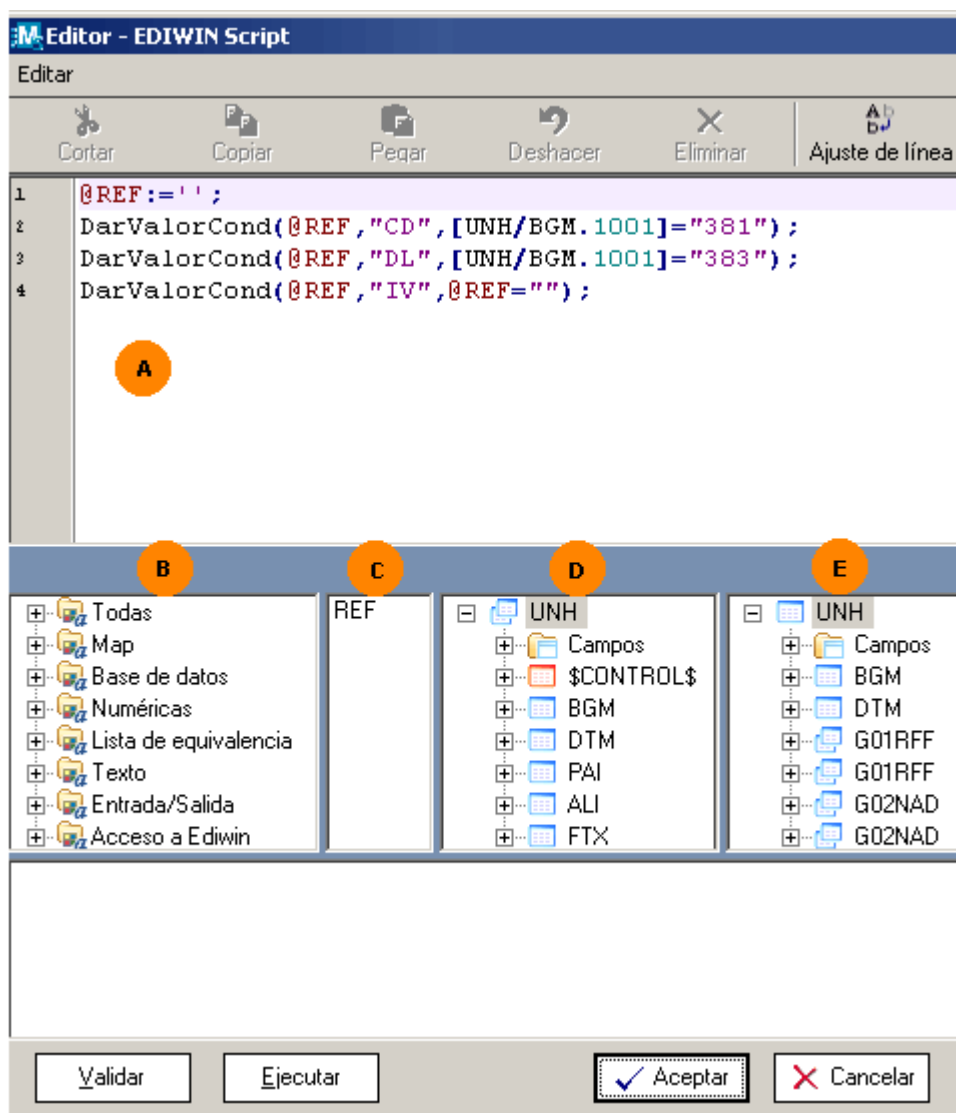 Editor - EDIWIN Script
Editar
Cortar Copiar Pegar Deshacer Eliminar Ajuste de línea
1 @REF:='';
2 DarValorCond(@REF,"CD",[UNH/BGM.1001]="381");
3 DarValorCond(@REF,"DL",[UNH/BGM.1001]="383");
4 DarValorCond(@REF,"IV",@REF="");
A
B C D E
Todas REF UNH UNH
Map Campos Campos
Base de datos $CONTROL$ BGM
Numéricas BGM DTM
Lista de equivalencia DTM G01RFF
Texto PAI G01RFF
Entrada/Salida ALI G02NAD
Acceso a Ediwin FTX G02NAD
Validar Ejecutar Aceptar Cancelar